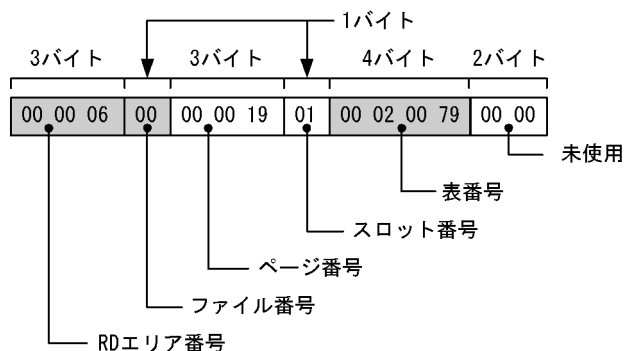 1バイト
3バイト 3バイト 4バイト 2バイト
00 00 06 00 00 00 19 01 00 02 00 79 00 00
未使用
表番号
スロット番号
ページ番号
ファイル番号
RDエリア番号